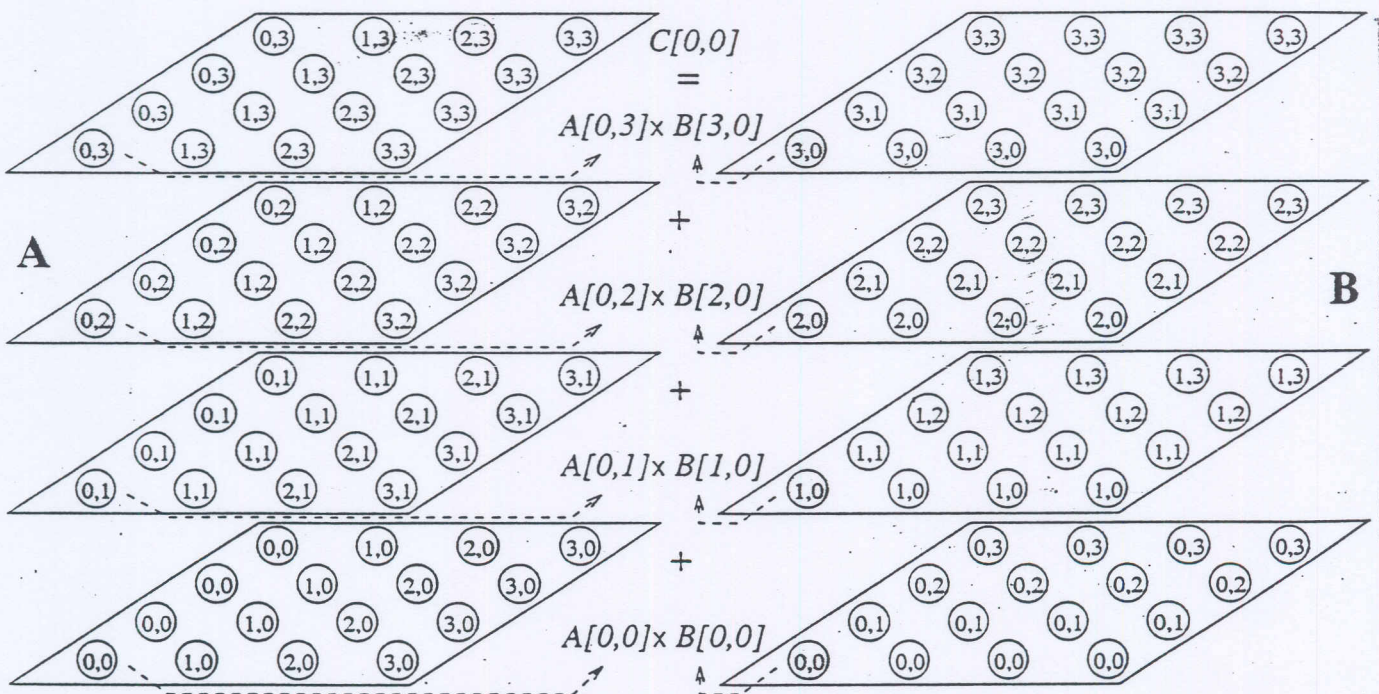 0,3 1,3 2,3 3,3 C[0,0] 3,3 3,3 3,3 3,3
0,3 1,3 2,3 3,3 = 3,2 3,2 3,2 3,2
0,3 1,3 2,3 3,3 A[0,3]x B[3,0] 3,1 3,1 3,1 3,1
0,3 1,3 2,3 3,3 3,0 3,0 3,0 3,0
0,2 1,2 2,2 3,2 + 2,3 2,3 2,3 2,3
A 0,2 1,2 2,2 3,2 2,2 2,2 2,2 2,2
0,2 1,2 2,2 3,2 A[0,2]x B[2,0] 2,1 2,1 2,1 2,1 B
0,2 1,2 2,2 3,2 2,0 2,0 2,0 2,0
0,1 1,1 2,1 3,1 + 1,3 1,3 1,3 1,3
0,1 1,1 2,1 3,1 1,2 1,2 1,2 1,2
0,1 1,1 2,1 3,1 A[0,1]x B[1,0] 1,1 1,1 1,1 1,1
0,1 1,1 2,1 3,1 1,0 1,0 1,0 1,0
0,0 1,0 2,0 3,0 + 0,3 0,3 0,3 0,3
0,0 1,0 2,0 3,0 0,2 0,2 0,2 0,2
0,0 1,0 2,0 3,0 A[0,0]x B[0,0] 0,1 0,1 0,1 0,1
0,0 1,0 2,0 3,0 0,0 0,0 0,0 0,0